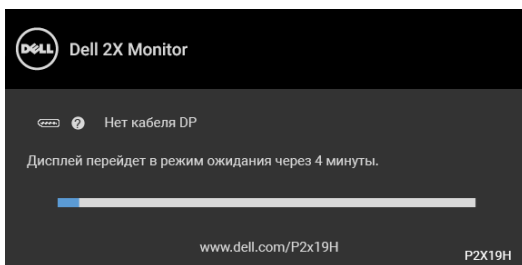 DELL Dell 2X Monitor
? Нет кабеля DP
Дисплей перейдет в режим ожидания через 4 минуты.
www.dell.com/P2x19H
P2X19H